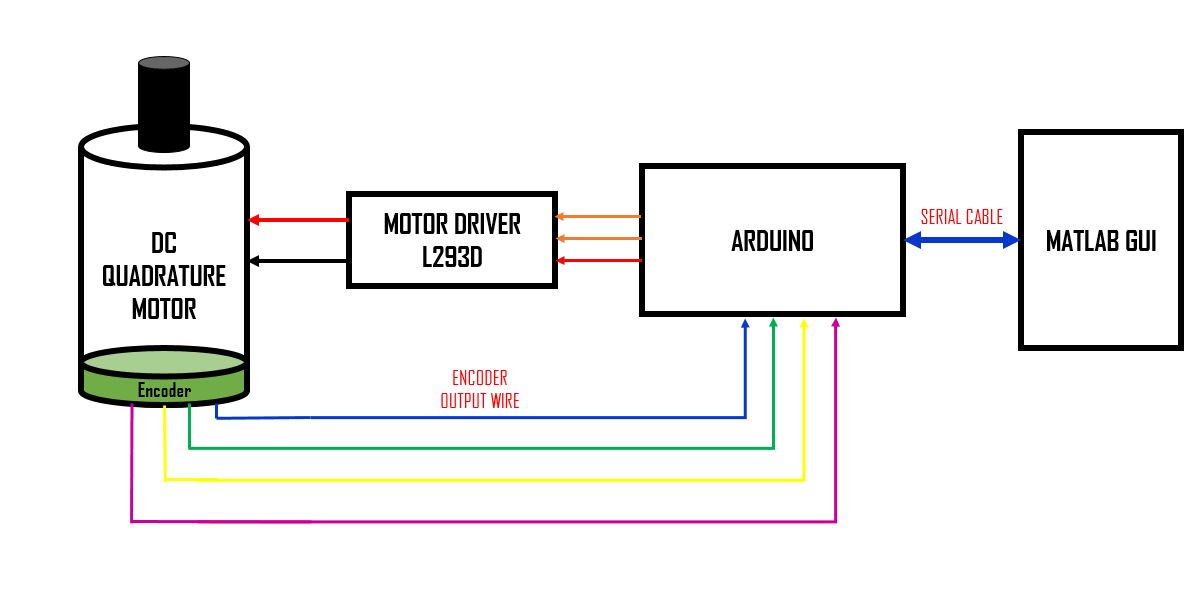 DC
QUADRATURE
MOTOR
Encoder
MOTOR DRIVER
L293D
ENCODER
OUTPUT WIRE
ARDUINO
SERIAL CABLE
MATLAB GUI